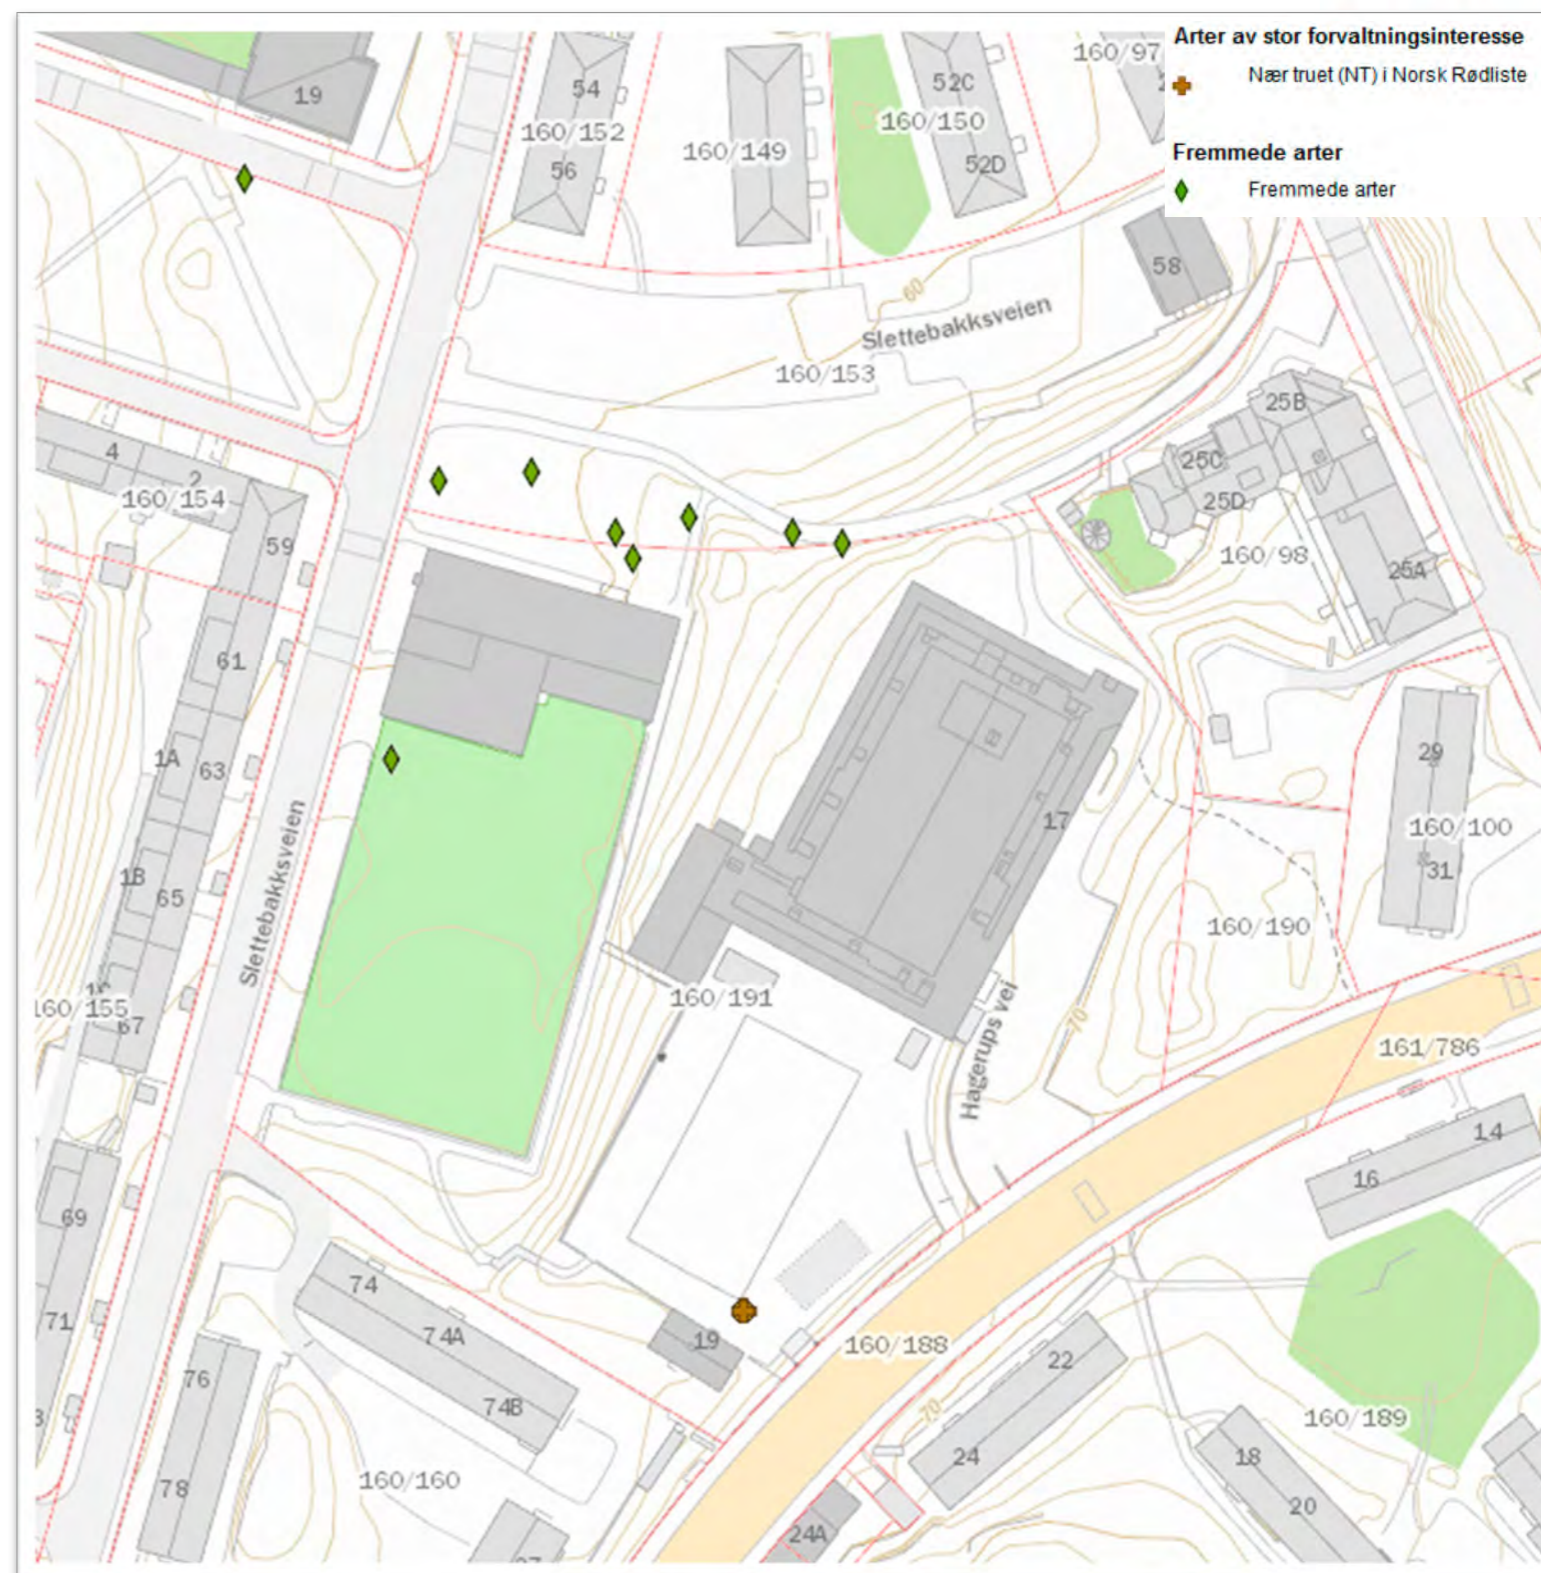 Arter av stor forvaltningsinteresse
Nær truet (NT) i Norsk Rødliste
Fremmede arter
Fremmede arter
160/97
19
54
52C
160/152
160/149
160/150
56
52D
58
60
Slettebakksveien
160/153
25B
4
2
25C
160/154
25D
59
160/98
25A
61
29
1A
63
17
160/100
1B
65
31
Slettebakksveien
160/190
160/191
160/155
67
Hagerups vei
70
161/786
14
16
69
74
71
74A
19
160/188
22
76
74B
70
160/189
24
18
160/160
78
20
24A